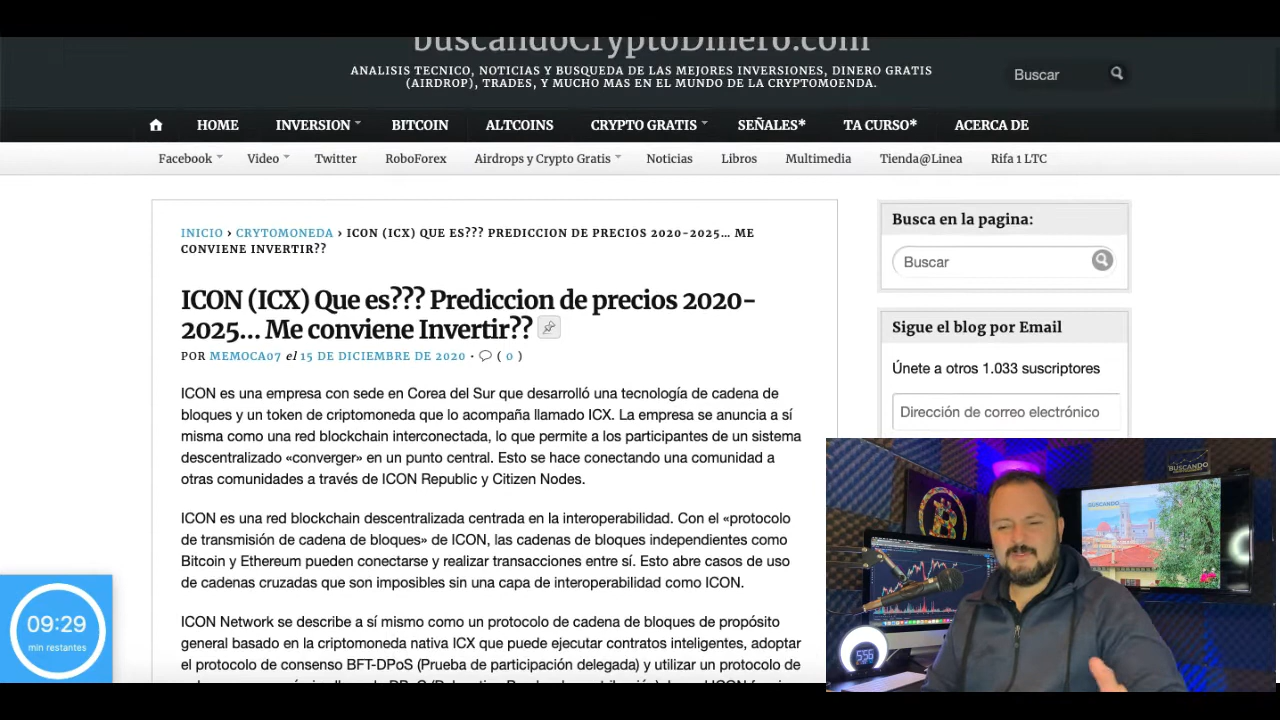 BuscandoCryptoDinero.com
ANALISIS TECNICO, NOTICIAS Y BUSQUEDA DE LAS MEJORES INVERSIONES, DINERO GRATIS
(AIRDROP), TRADES, Y MUCHO MAS EN EL MUNDO DE LA CRYPTOMOENDA.
Buscar
HOME INVERSION BITCOIN ALTCOINS CRYPTO GRATIS SEÑALES* TA CURSO* ACERCA DE
Facebook Video Twitter RoboForex Airdrops y Crypto Gratis Noticias Libros Multimedia Tienda@Linea Rifa 1 LTC
INICIO › CRYTOMONEDA › ICON (ICX) QUE ES??? PREDICCION DE PRECIOS 2020-2025... ME
CONVIENE INVERTIR??
ICON (ICX) Que es??? Prediccion de precios 2020-
2025... Me conviene Invertir??
POR MEMOCA07 el 15 DE DICIEMBRE DE 2020 • ( 0 )
ICON es una empresa con sede en Corea del Sur que desarrolló una tecnología de cadena de
bloques y un token de criptomoneda que lo acompaña llamado ICX. La empresa se anuncia a sí
misma como una red blockchain interconectada, lo que permite a los participantes de un sistema
descentralizado «converger» en un punto central. Esto se hace conectando una comunidad a
otras comunidades a través de ICON Republic y Citizen Nodes.
ICON es una red blockchain descentralizada centrada en la interoperabilidad. Con el «protocolo
de transmisión de cadena de bloques» de ICON, las cadenas de bloques independientes como
Bitcoin y Ethereum pueden conectarse y realizar transacciones entre sí. Esto abre casos de uso
de cadenas cruzadas que son imposibles sin una capa de interoperabilidad como ICON.
ICON Network se describe a sí mismo como un protocolo de cadena de bloques de propósito
general basado en la criptomoneda nativa ICX que puede ejecutar contratos inteligentes, adoptar
el protocolo de consenso BFT-DPoS (Prueba de participación delegada) y utilizar un protocolo de
Busca en la pagina:
Buscar
Sigue el blog por Email
Únete a otros 1.033 suscriptores
Dirección de correo electrónico
09:29
min restantes
BUSCANDO
BUSCANDO
5:56